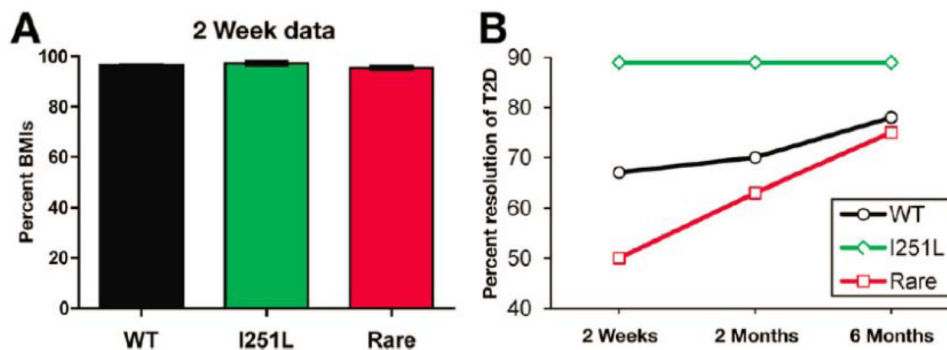 A
2 Week data
Percent BMIs
100
80
60
40
20
0
WT
I251L
Rare
B
Percent resolution of T2D
90
80
70
60
50
40
2 Weeks
2 Months
6 Months
WT
I251L
Rare